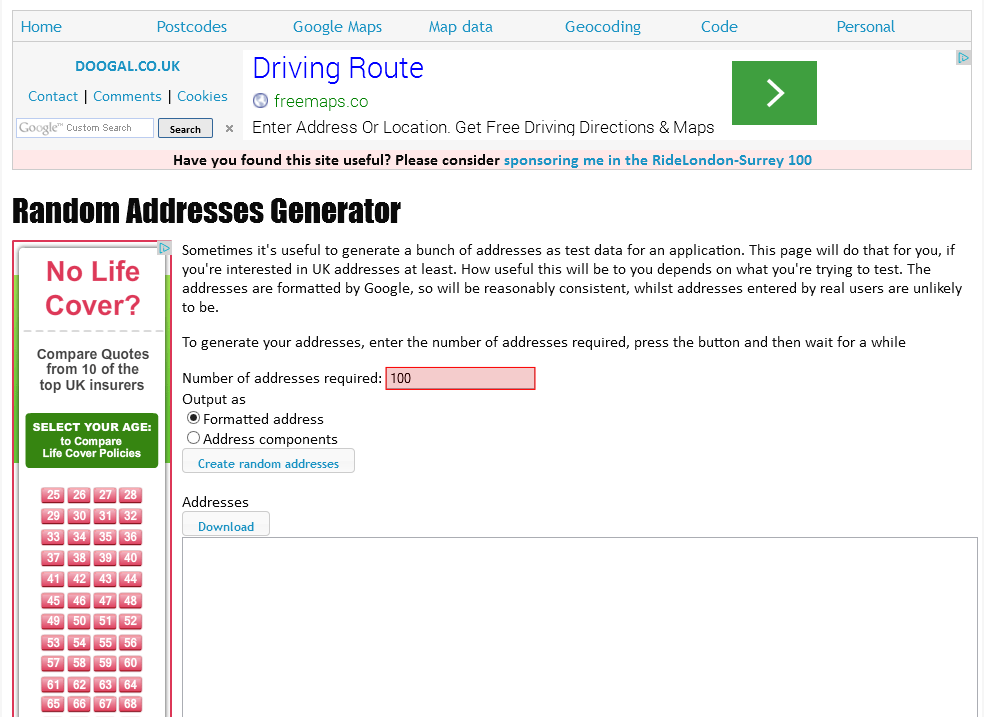 Home Postcodes Google Maps Map data Geocoding Code Personal
DOOGAL.CO.UK
Contact | Comments | Cookies
Google™ Custom Search Search ×
Driving Route
freemaps.co
Enter Address Or Location. Get Free Driving Directions & Maps
Have you found this site useful? Please consider sponsoring me in the RideLondon-Surrey 100
Random Addresses Generator
No Life
Cover?
Compare Quotes
from 10 of the
top UK insurers
SELECT YOUR AGE:
to Compare
Life Cover Policies
25 26 27 28
29 30 31 32
33 34 35 36
37 38 39 40
41 42 43 44
45 46 47 48
49 50 51 52
53 54 55 56
57 58 59 60
61 62 63 64
65 66 67 68
Sometimes it's useful to generate a bunch of addresses as test data for an application. This page will do that for you, if
you're interested in UK addresses at least. How useful this will be to you depends on what you're trying to test. The
addresses are formatted by Google, so will be reasonably consistent, whilst addresses entered by real users are unlikely
to be.
To generate your addresses, enter the number of addresses required, press the button and then wait for a while
Number of addresses required: 100
Output as
Formatted address
Address components
Create random addresses
Addresses
Download